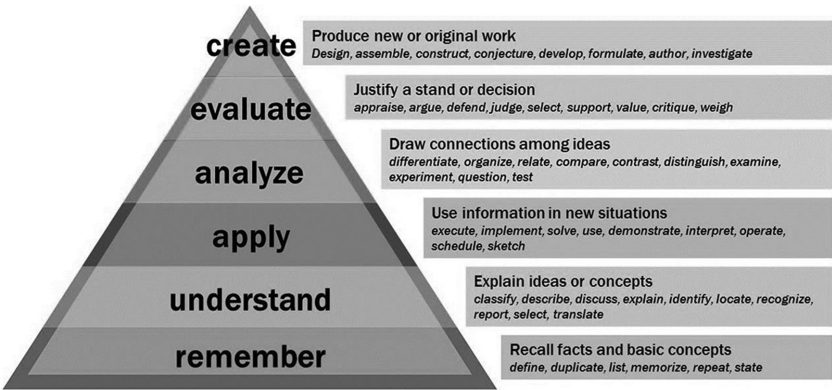 create
Produce new or original work
Design, assemble, construct, conjecture, develop, formulate, author, investigate
evaluate
Justify a stand or decision
appraise, argue, defend, judge, select, support, value, critique, weigh
analyze
Draw connections among ideas
differentiate, organize, relate, compare, contrast, distinguish, examine,
experiment, question, test
apply
Use information in new situations
execute, implement, solve, use, demonstrate, interpret, operate,
schedule, sketch
understand
Explain ideas or concepts
classify, describe, discuss, explain, identify, locate, recognize,
report, select, translate
remember
Recall facts and basic concepts
define, duplicate, list, memorize, repeat, state